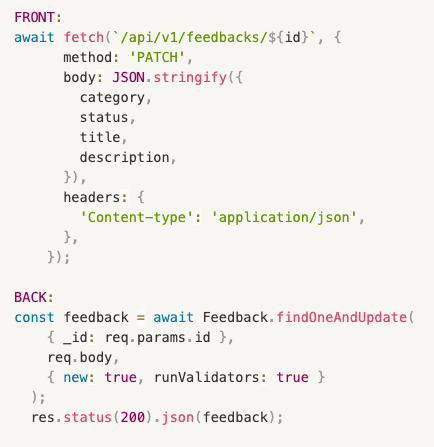 FRONT:
await fetch(`/api/v1/feedbacks/${id}`, {
      method: 'PATCH',
      body: JSON.stringify({
        category,
        status,
        title,
        description,
      }),
      headers: {
        'Content-type': 'application/json',
      },
    });

BACK:
const feedback = await Feedback.findOneAndUpdate(
    { _id: req.params.id },
    req.body,
    { new: true, runValidators: true }
  );
  res.status(200).json(feedback);